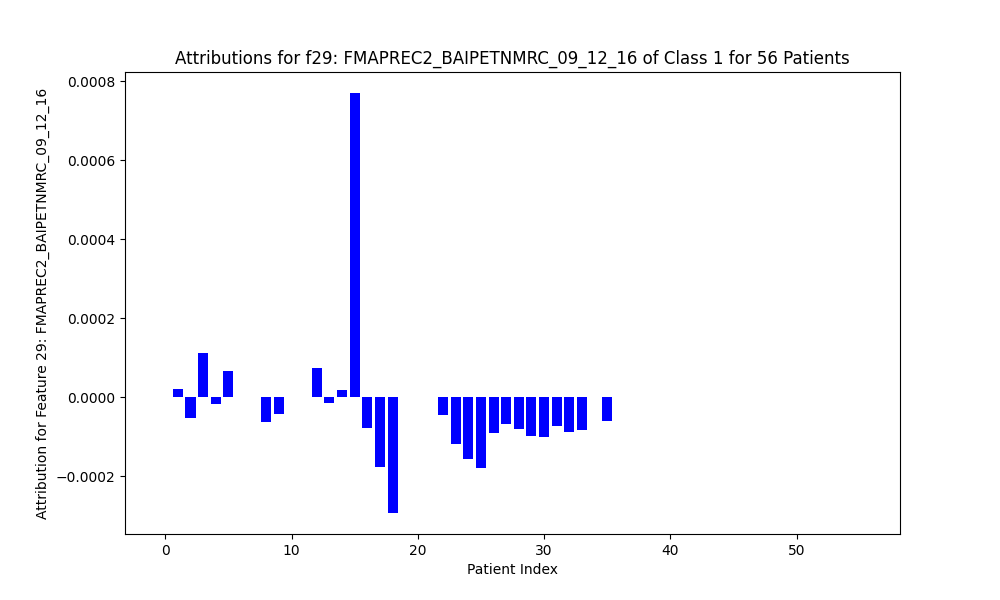 Attributions for f29: FMAPREC2_BAIPETNMRC_09_12_16 of Class 1 for 56 Patients
Attribution for Feature 29: FMAPREC2_BAIPETNMRC_09_12_16
0.0008
0.0006
0.0004
0.0002
0.0000
−0.0002
0 10 20 30 40 50
Patient Index